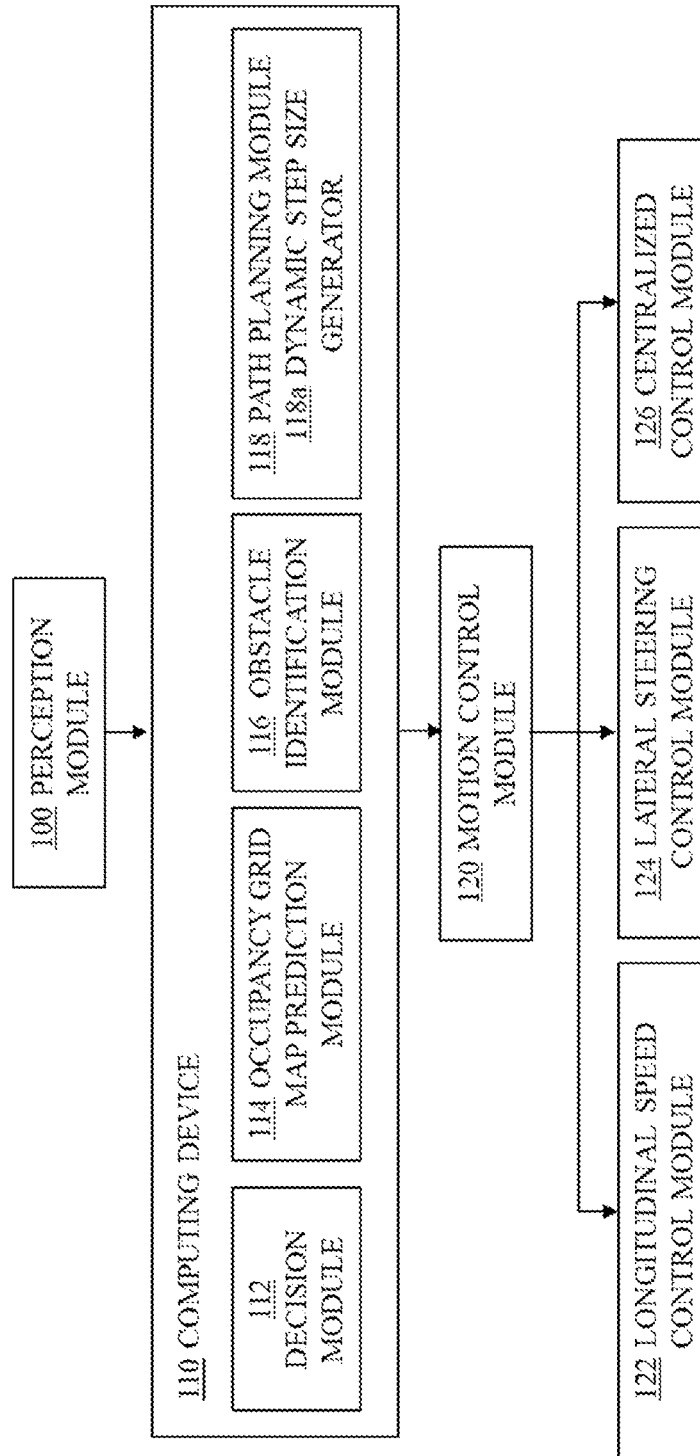 100 PERCEPTION
MODULE
110 COMPUTING DEVICE
112
DECISION
MODULE
114 OCCUPANCY GRID
MAP PREDICTION
MODULE
116 OBSTACLE
IDENTIFICATION
MODULE
118 PATH PLANNING MODULE
118a DYNAMIC STEP SIZE
GENERATOR
120 MOTION CONTROL
MODULE
122 LONGITUDINAL SPEED
CONTROL MODULE
124 LATERAL STEERING
CONTROL MODULE
126 CENTRALIZED
CONTROL MODULE